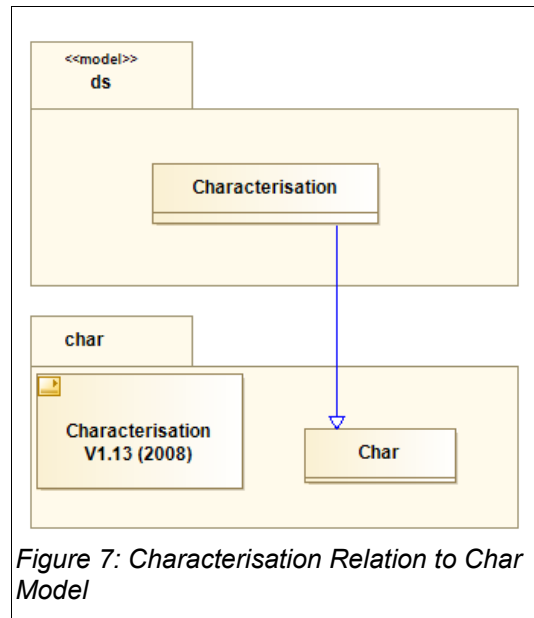 <<model>>
ds
Characterisation
char
Characterisation
V1.13 (2008)
Char
Figure 7: Characterisation Relation to Char
Model